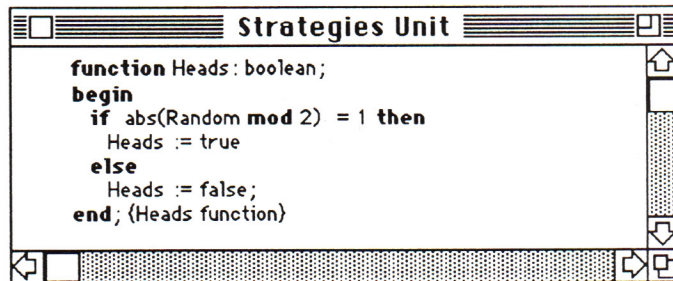 Strategies Unit
function Heads: boolean;
begin
if abs(Random mod 2) = 1 then
Heads := true
else
Heads := false;
end; {Heads function}